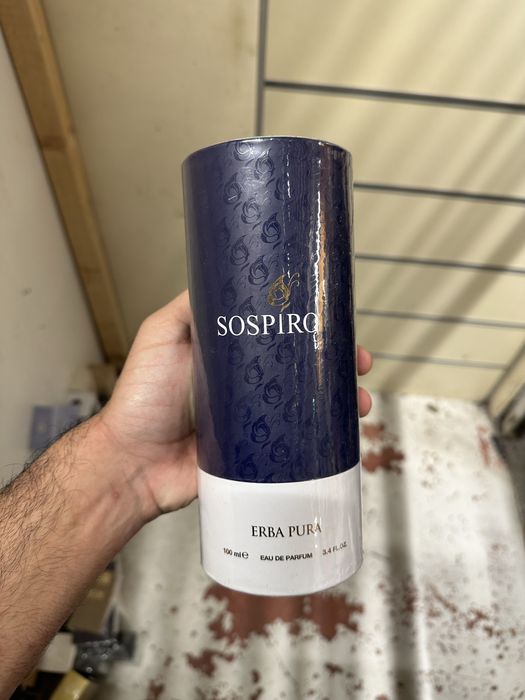 SOSPIRO
ERBA PURA
100 ml ℮ EAU DE PARFUM 3.4 FL.OZ